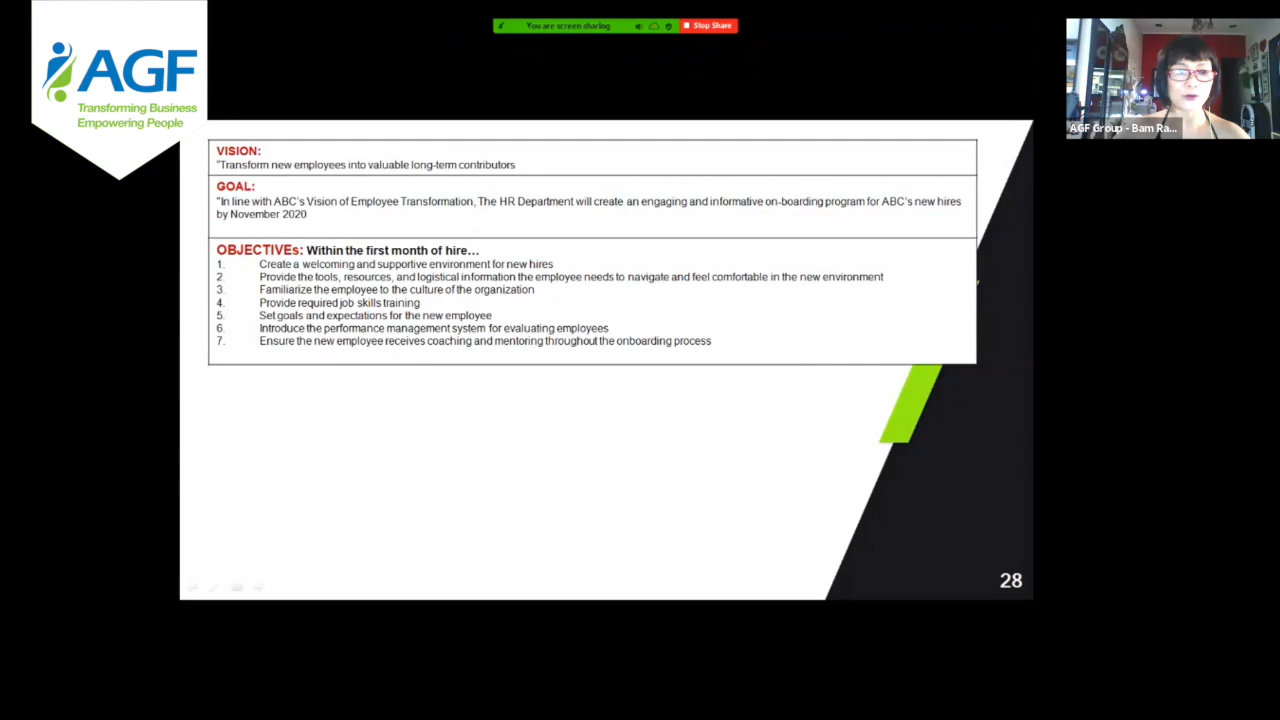 You are screen sharing
Stop Share
AGF
Transforming Business
Empowering People
AGF Group - Bam Ra...
VISION:
"Transform new employees into valuable long-term contributors
GOAL:
"In line with ABC's Vision of Employee Transformation, The HR Department will create an engaging and informative on-boarding program for ABC's new hires
by November 2020
OBJECTIVEs: Within the first month of hire...
1. Create a welcoming and supportive environment for new hires
2. Provide the tools, resources, and logistical information the employee needs to navigate and feel comfortable in the new environment
3. Familiarize the employee to the culture of the organization
4. Provide required job skills training
5. Set goals and expectations for the new employee
6. Introduce the performance management system for evaluating employees
7. Ensure the new employee receives coaching and mentoring throughout the onboarding process
28